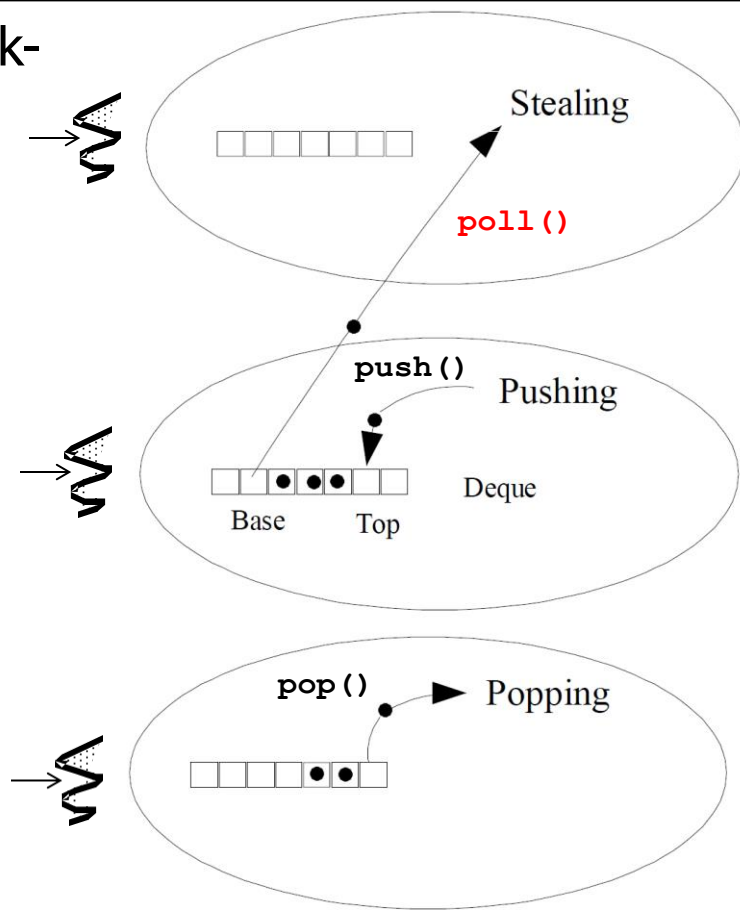 k-
Stealing
poll()
push()
Pushing
Deque
Base
Top
pop()
Popping